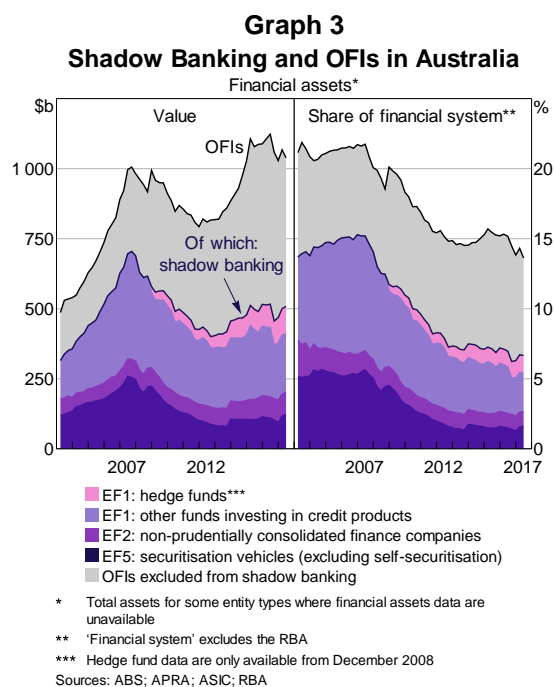 Graph 3
Shadow Banking and OFIs in Australia
Financial assets*
$b
Value
Share of financial system**
%
OFIs
1 000
20
Of which:
shadow banking
750
15
500
10
250
5
0
0
2007
2012
2007
2012
2017
EF1: hedge funds***
EF1: other funds investing in credit products
EF2: non-prudentially consolidated finance companies
EF5: securitisation vehicles (excluding self-securitisation)
OFIs excluded from shadow banking
* Total assets for some entity types where financial assets data are
unavailable
** ‘Financial system’ excludes the RBA
*** Hedge fund data are only available from December 2008
Sources: ABS; APRA; ASIC; RBA